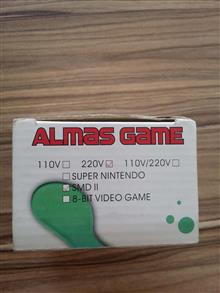 ALMAS GAME
110V 220V 110V/220V
SUPER NINTENDO
SMD II
8-BIT VIDEO GAME